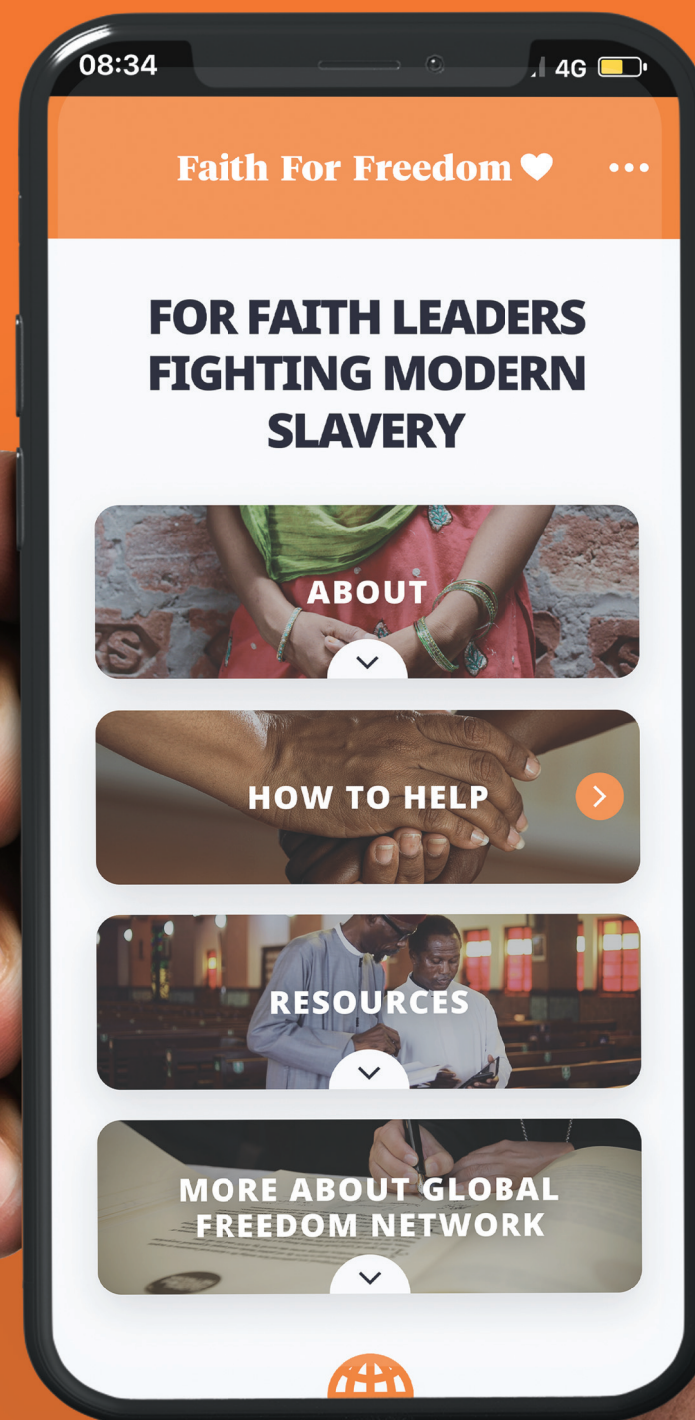 08:34
4G
Faith For Freedom
FOR FAITH LEADERS
FIGHTING MODERN
SLAVERY
ABOUT
HOW TO HELP
RESOURCES
MORE ABOUT GLOBAL
FREEDOM NETWORK